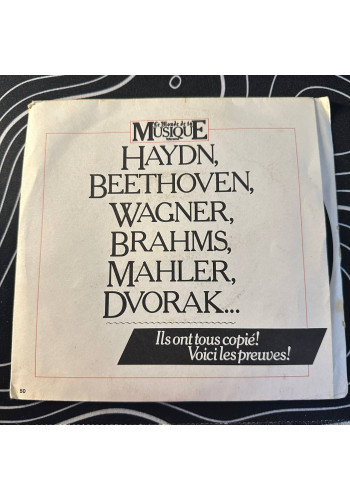 Le Monde de la
MUSIQUE
HAYDN,
BEETHOVEN,
WAGNER,
BRAHMS,
MAHLER,
DVORAK...
Ils ont tous copié!
Voici les preuves!
50